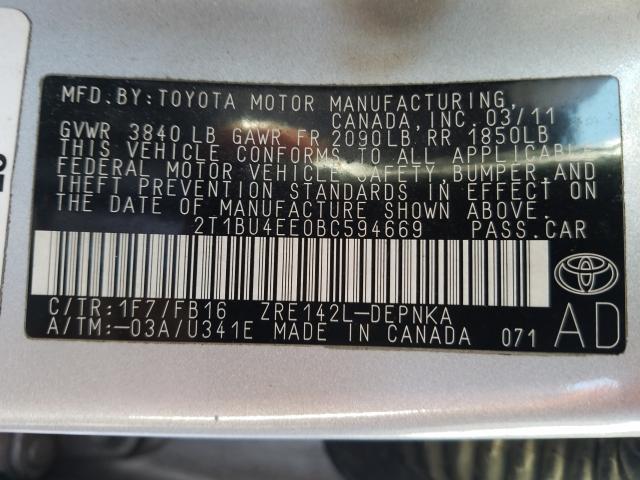 MFD.BY:TOYOTA MOTOR MANUFACTURING,
CANADA, INC. 03/11
GVWR 3840 LB GAWR FR 2090LB RR 1850LB
THIS VEHICLE CONFORMS TO ALL APPLICABLE
FEDERAL MOTOR VEHICLE SAFETY, BUMPER, AND
THEFT PREVENTION STANDARDS IN EFFECT ON
THE DATE OF MANUFACTURE SHOWN ABOVE.
2T1BU4EE0BC594669 PASS.CAR
C/TR:1F7/FB16 ZRE142L-DEPNKA
A/TM:-03A/U341E MADE IN CANADA 071 AD